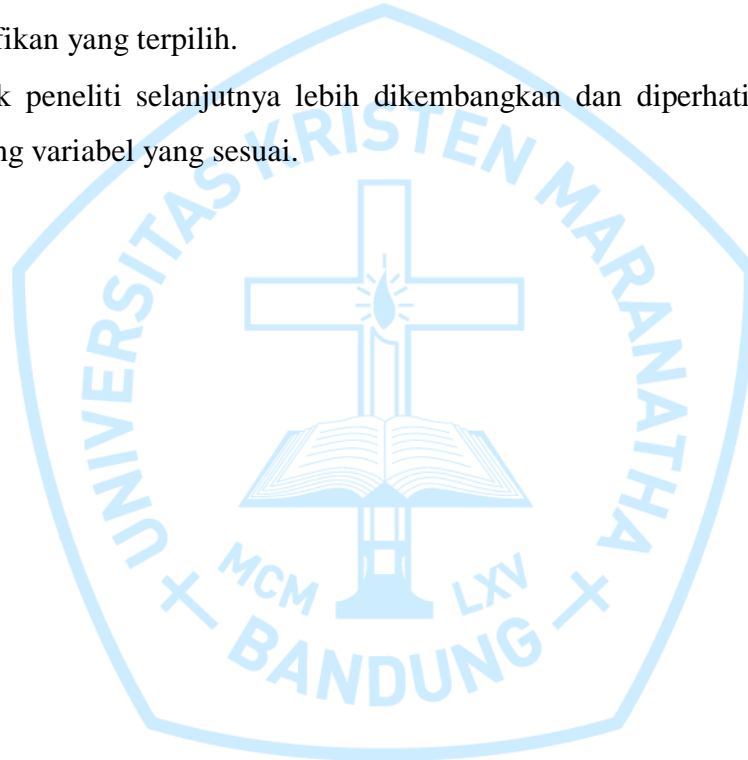 fikan yang terpilih.
k peneliti selanjutnya lebih dikembangkan dan diperhati
ng variabel yang sesuai.
UNIVERSITAS KRISTEN MARANATHA
MCM LXV
BANDUNG